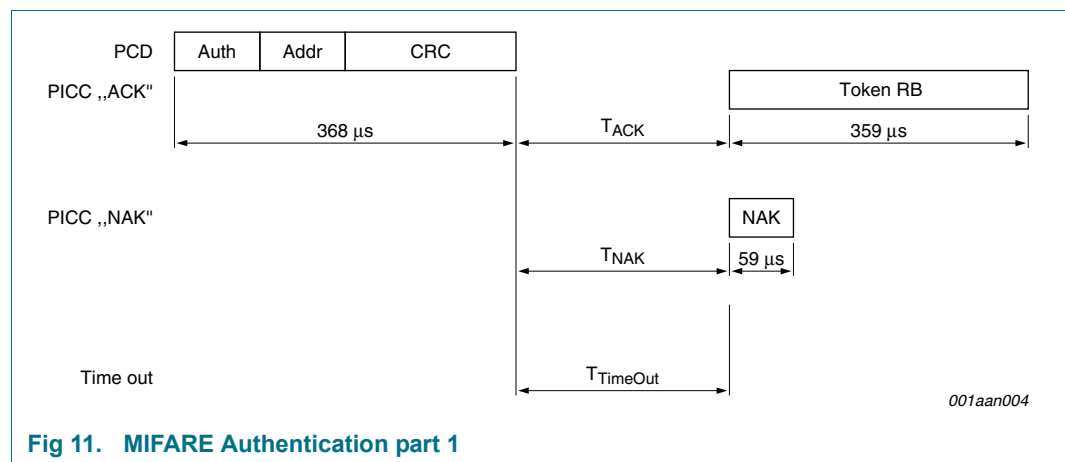 PCD Auth Addr CRC
PICC ,,ACK" Token RB
368 µs TACK 359 µs
PICC ,,NAK" NAK
TNAK 59 µs
Time out TTimeOut
001aan004
Fig 11. MIFARE Authentication part 1